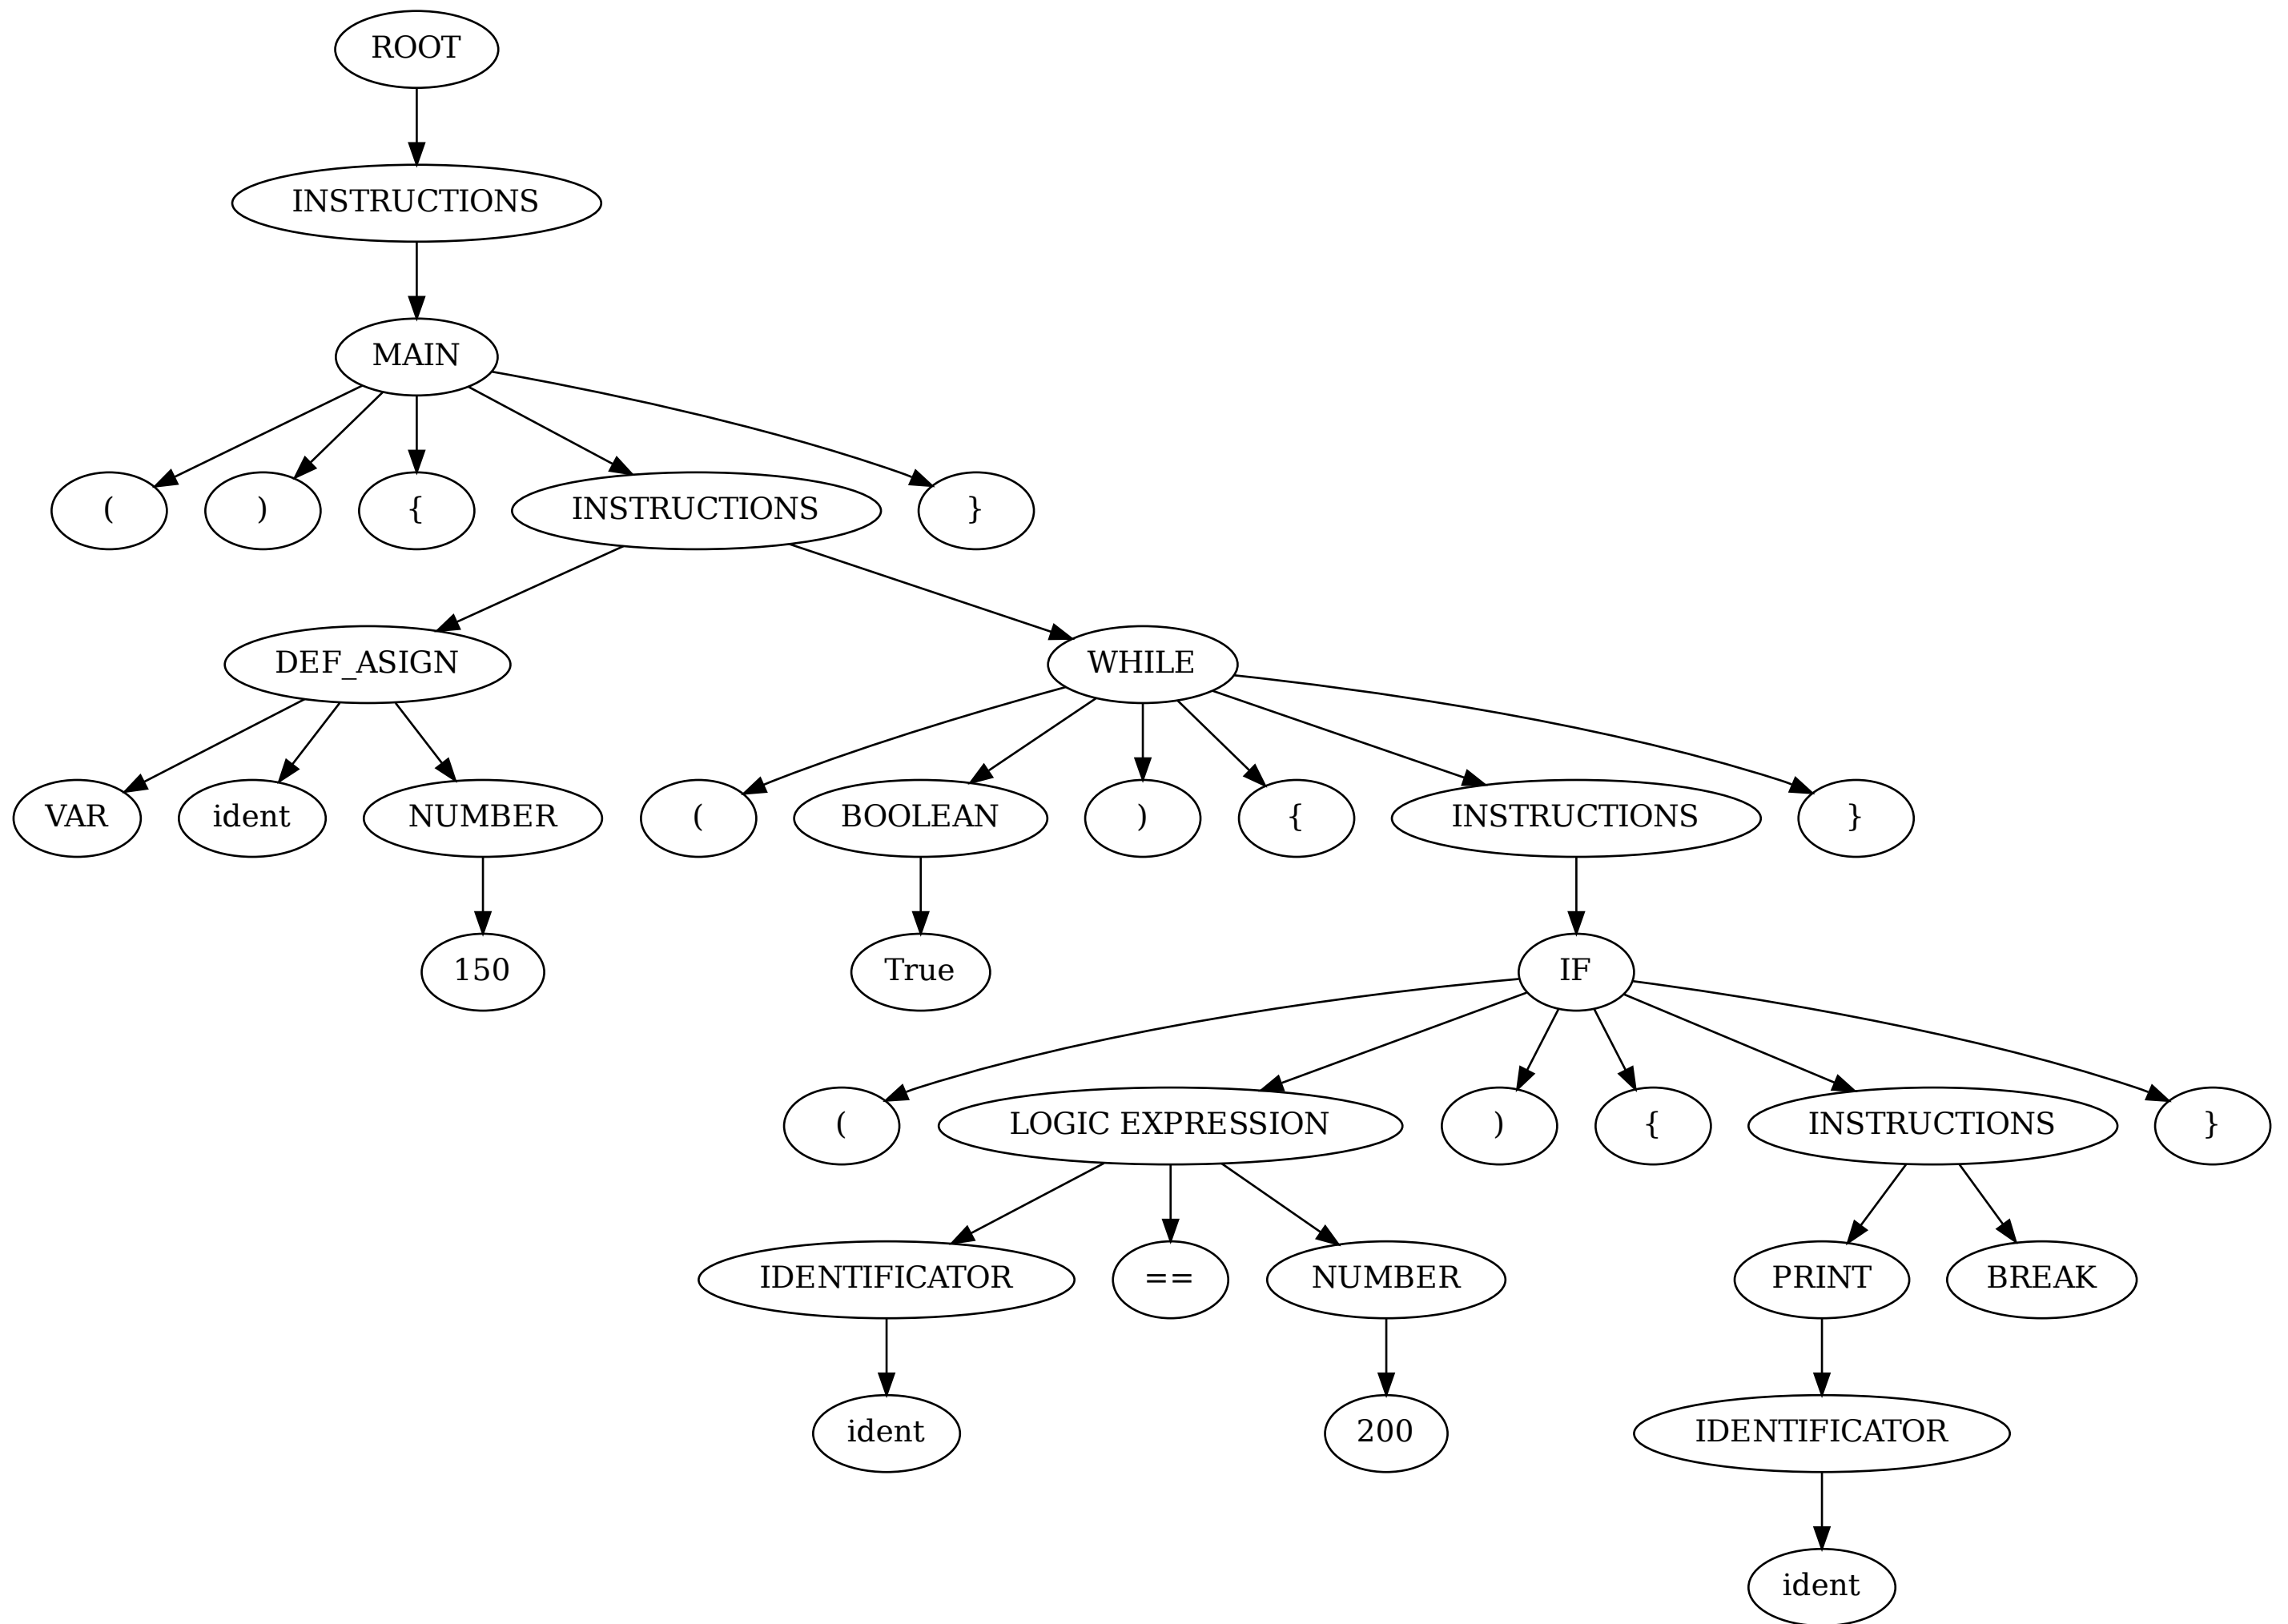 ROOT
INSTRUCTIONS
MAIN
( ) { INSTRUCTIONS }
DEF_ASIGN WHILE
VAR ident NUMBER ( BOOLEAN ) { INSTRUCTIONS }
150 True IF
( LOGIC EXPRESSION ) { INSTRUCTIONS }
IDENTIFICATOR == NUMBER PRINT BREAK
ident 200 IDENTIFICATOR
ident